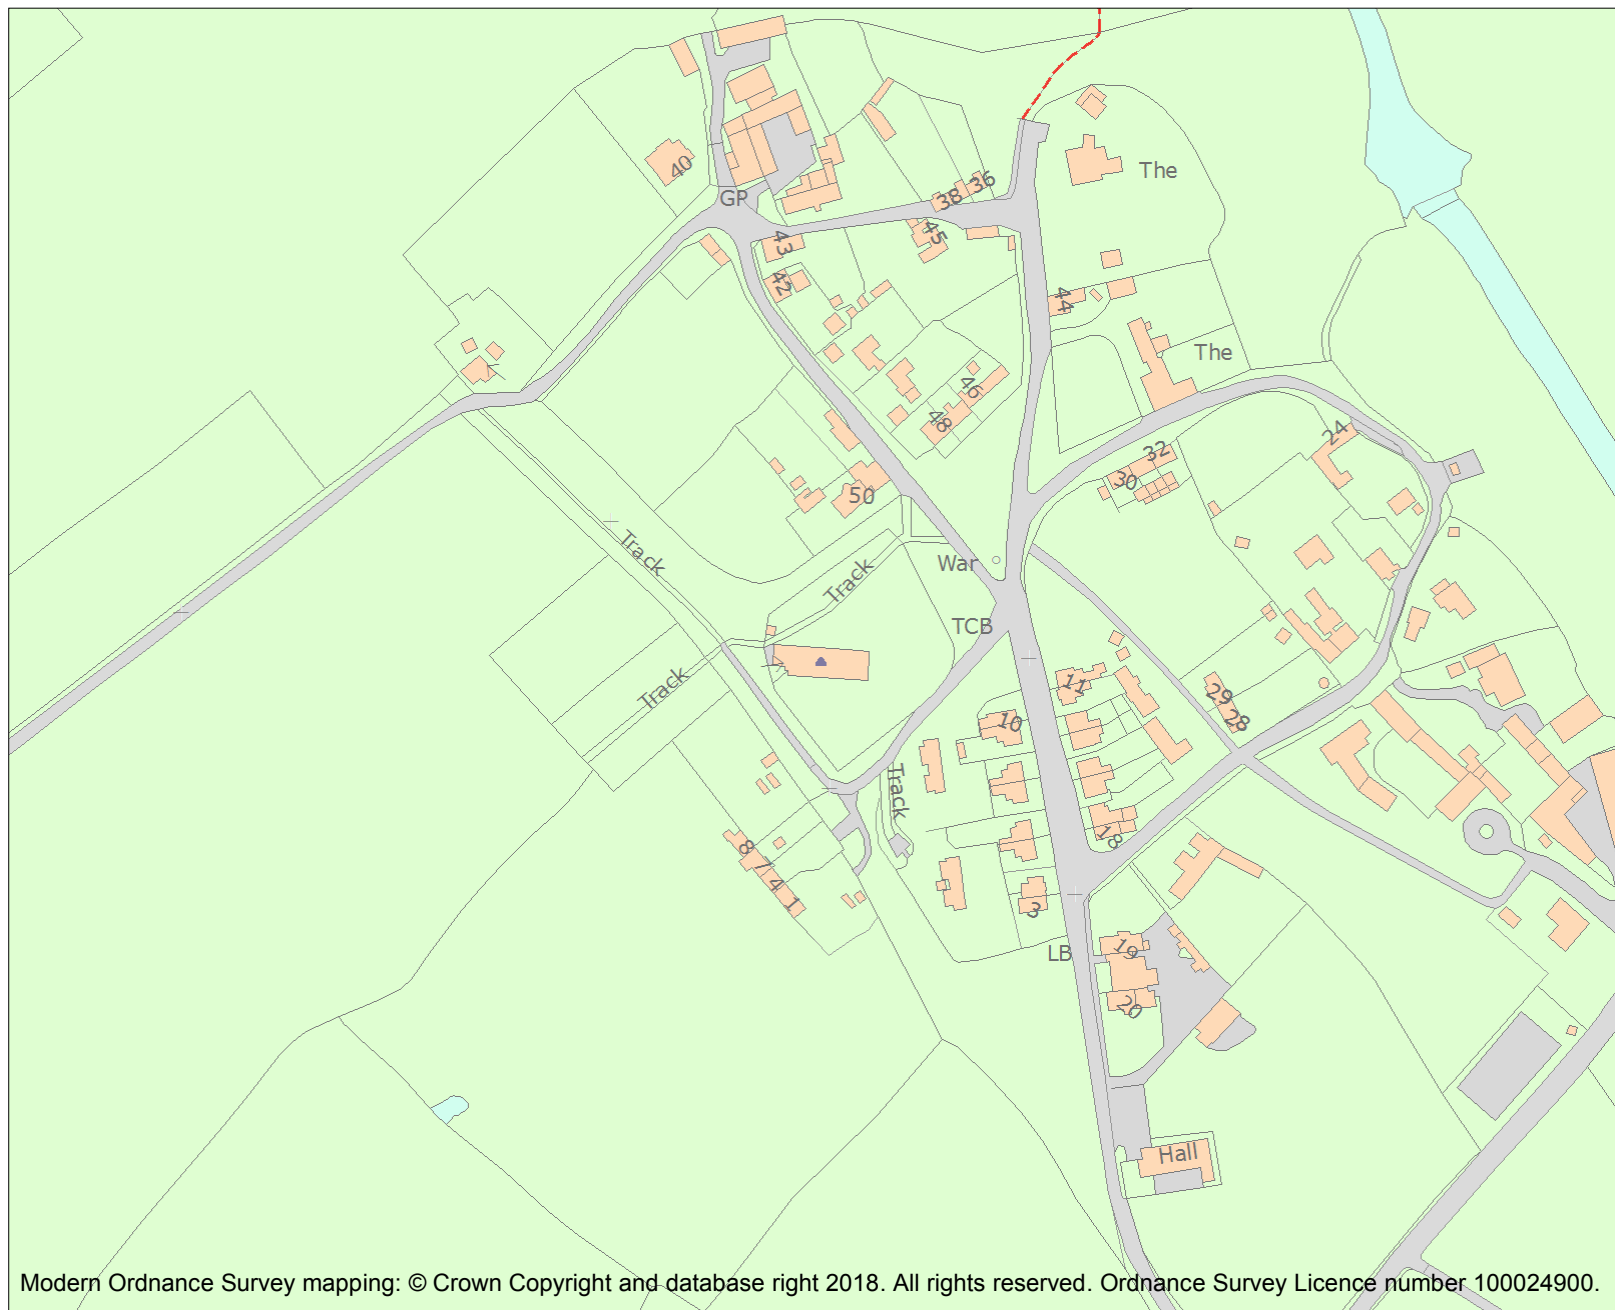 40
GP
The
38 36
45
43
42
44
The
46
48
24
32
30
50
Track
Track
War
TCB
Track
11
10
29
28
Track
18
8
7
4
1
3
19
LB
20
Hall
Modern Ordnance Survey mapping: © Crown Copyright and database right 2018. All rights reserved. Ordnance Survey Licence number 100024900.